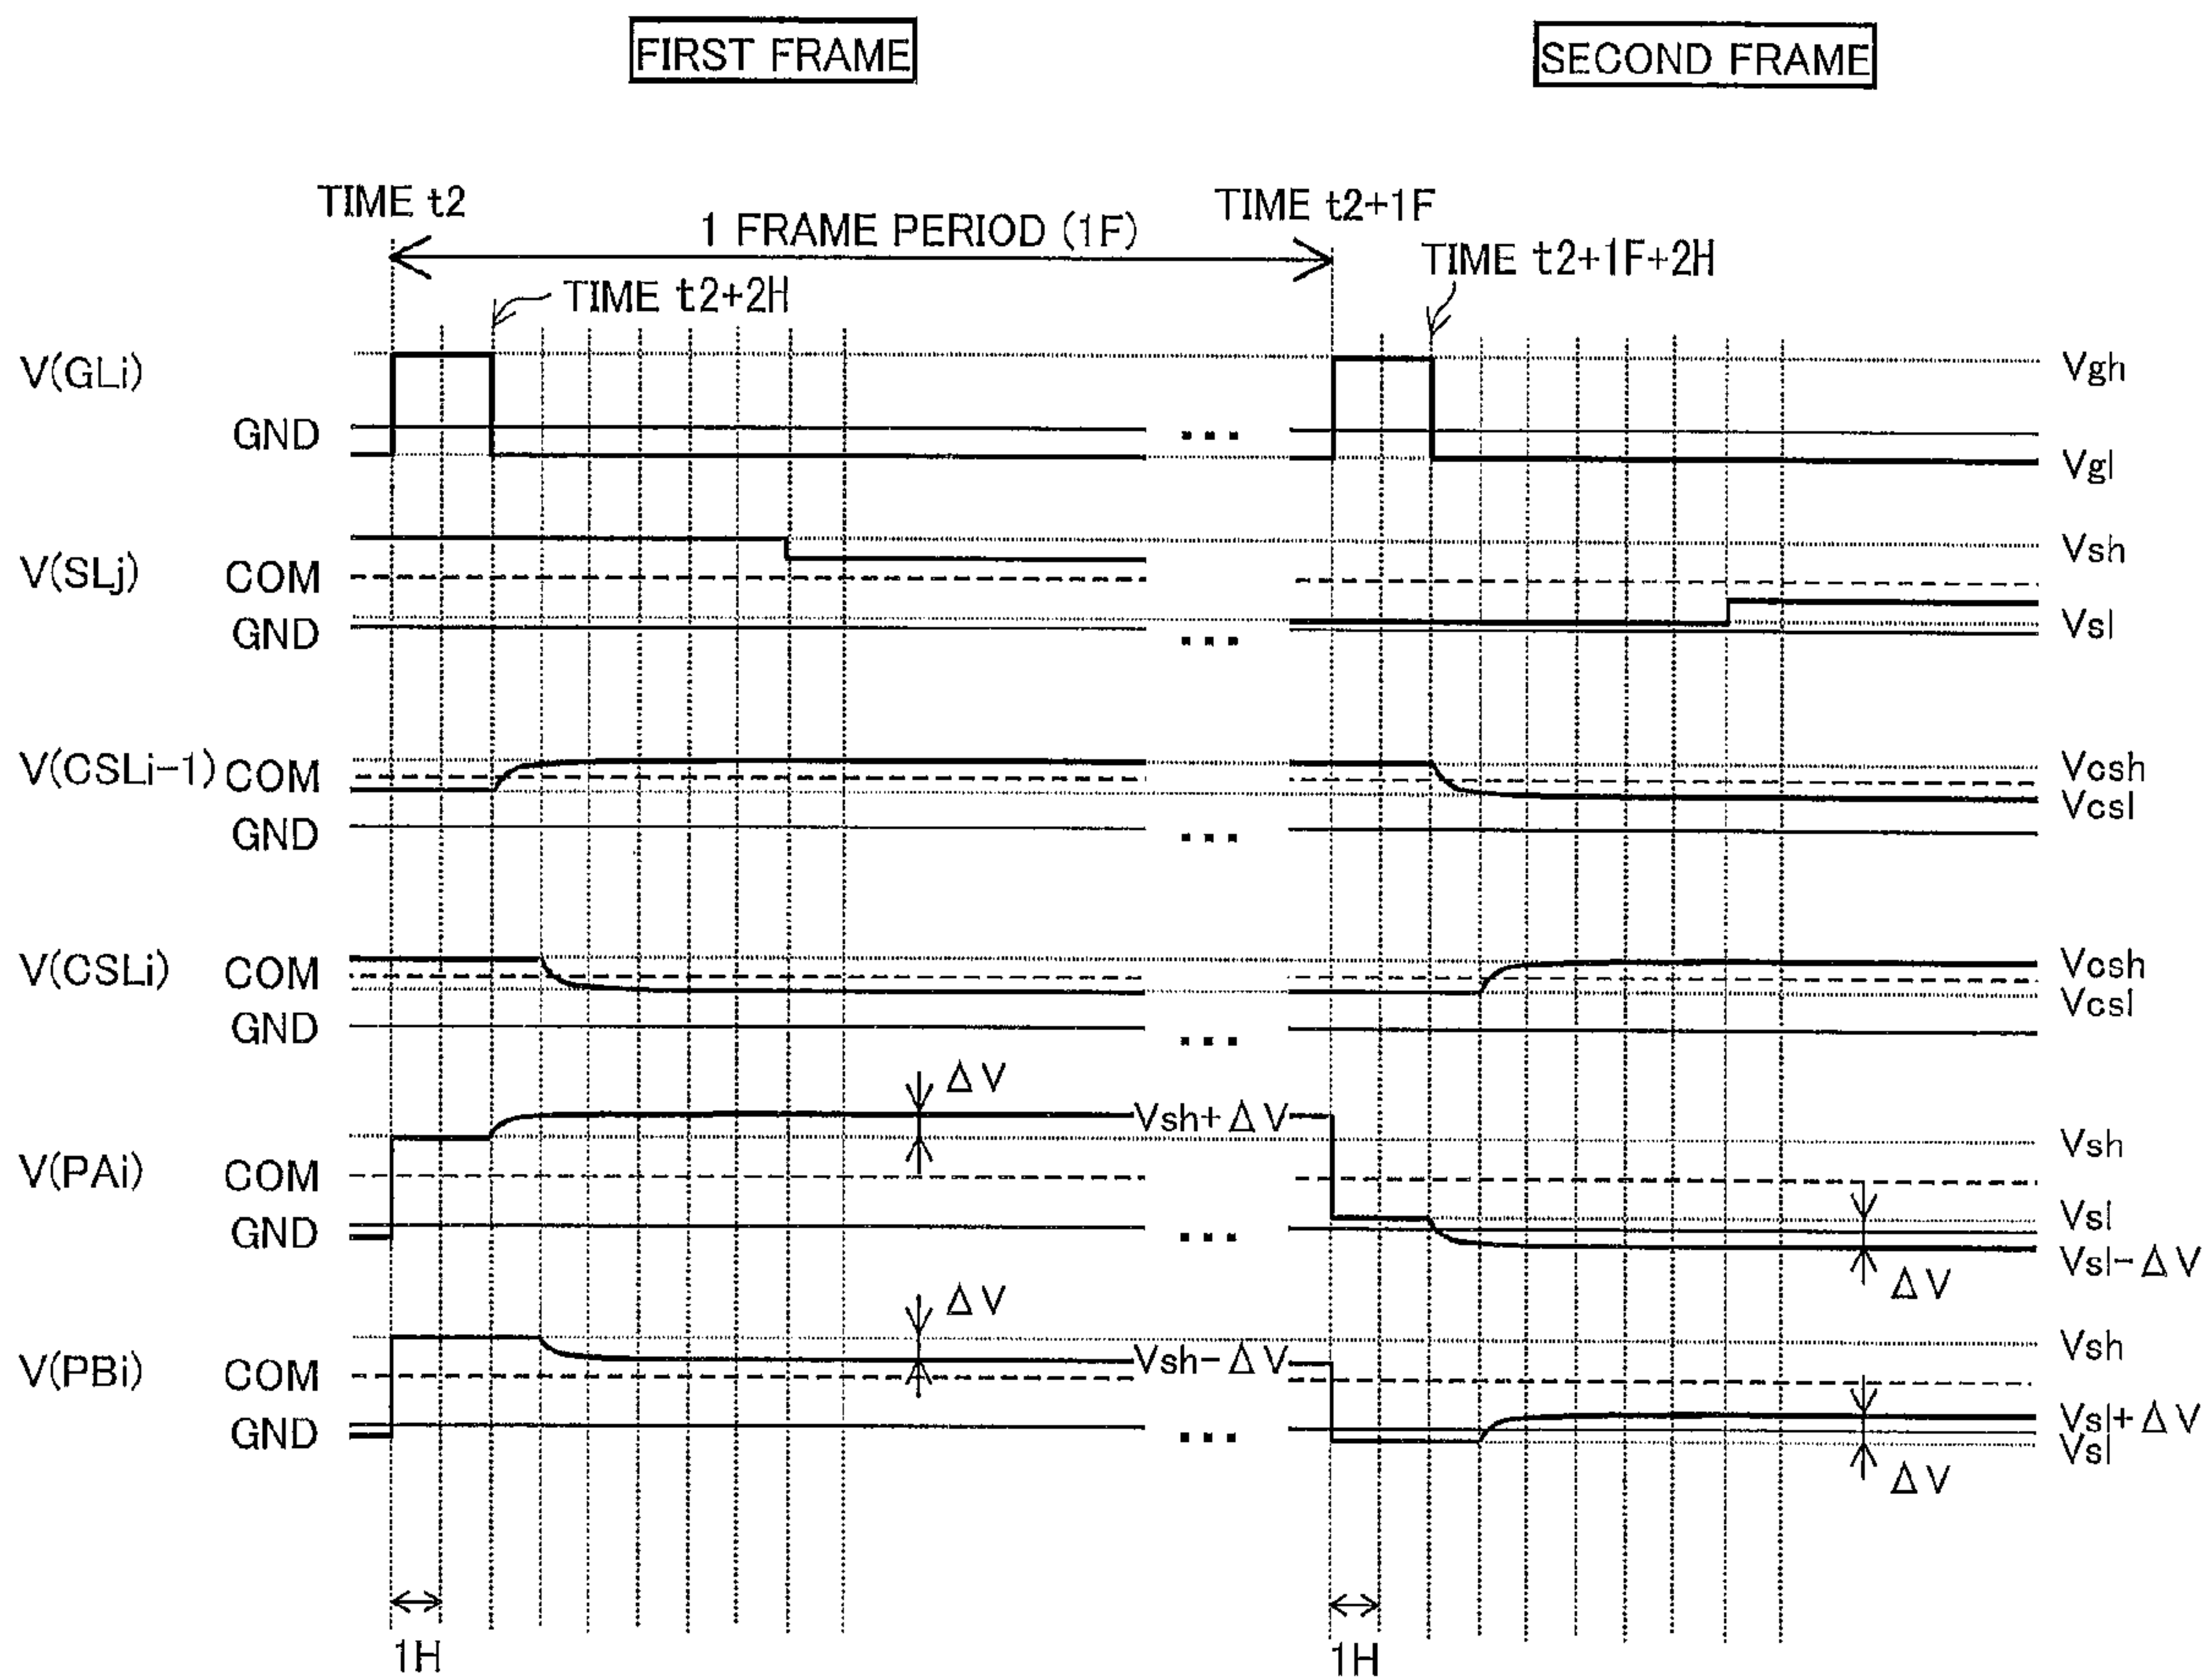 FIRST FRAME
SECOND FRAME
TIME t2
TIME t2+1F
1 FRAME PERIOD (1F)
TIME t2+1F+2H
TIME t2+2H
V(GLi)
GND
...
Vgh
Vgl
V(SLj)
COM
GND
...
Vsh
Vsl
V(CSLi-1)
COM
GND
...
Vcsh
Vcsl
V(CSLi)
COM
GND
...
Vcsh
Vcsl
V(PAi)
COM
GND
ΔV
Vsh+ΔV
...
Vsh
Vsl
Vsl-ΔV
ΔV
V(PBi)
COM
GND
ΔV
Vsh-ΔV
...
Vsh
Vsl+ΔV
Vsl
ΔV
1H
1H